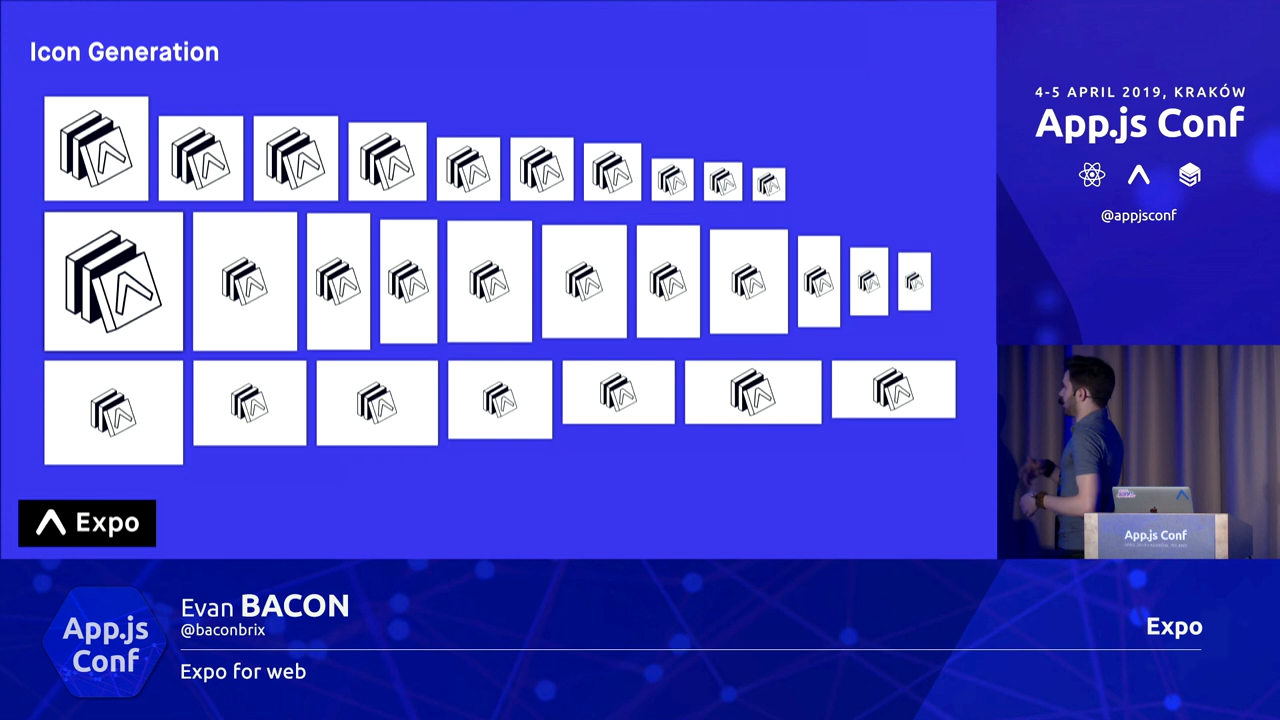 Icon Generation
Expo
4-5 APRIL 2019, KRAKÓW
App.js Conf
@appjsconf
App.js Conf
App.js
Conf
Evan BACON
@baconbrix
Expo for web
Expo